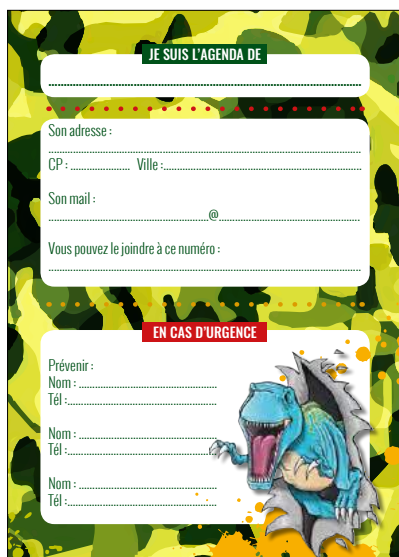 JE SUIS L'AGENDA DE
......................................................................
Son adresse :
......................................................................
CP : .................... Ville :..................................................
Son mail :
..................................................@..................................................
Vous pouvez le joindre à ce numéro :
......................................................................
EN CAS D'URGENCE
Prévenir :
Nom : ..................................................
Tél :..................................................
Nom : ..................................................
Tél :..................................................
Nom : ..................................................
Tél :..................................................